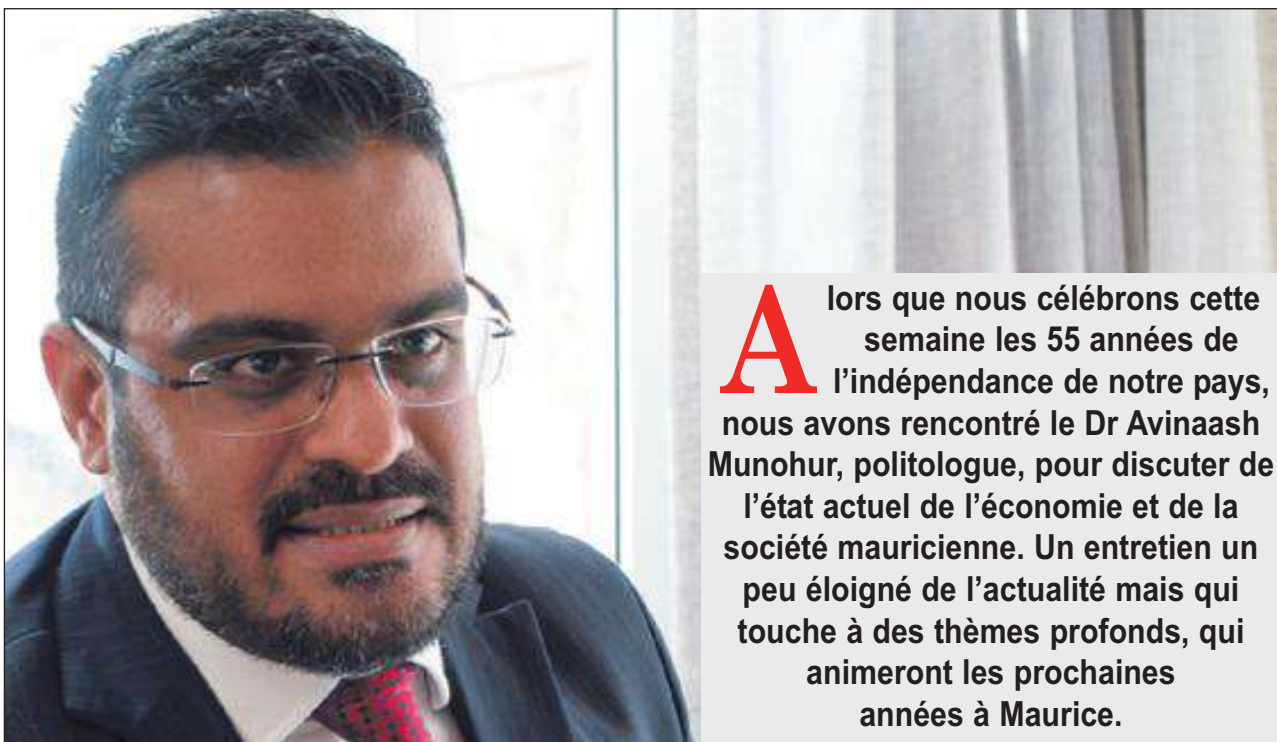 Alors que nous célébrons cette
semaine les 55 années de
l’indépendance de notre pays,
nous avons rencontré le Dr Avinaash
Munohur, politologue, pour discuter de
l’état actuel de l’économie et de la
société mauricienne. Un entretien un
peu éloigné de l’actualité mais qui
touche à des thèmes profonds, qui
animeront les prochaines
années à Maurice.